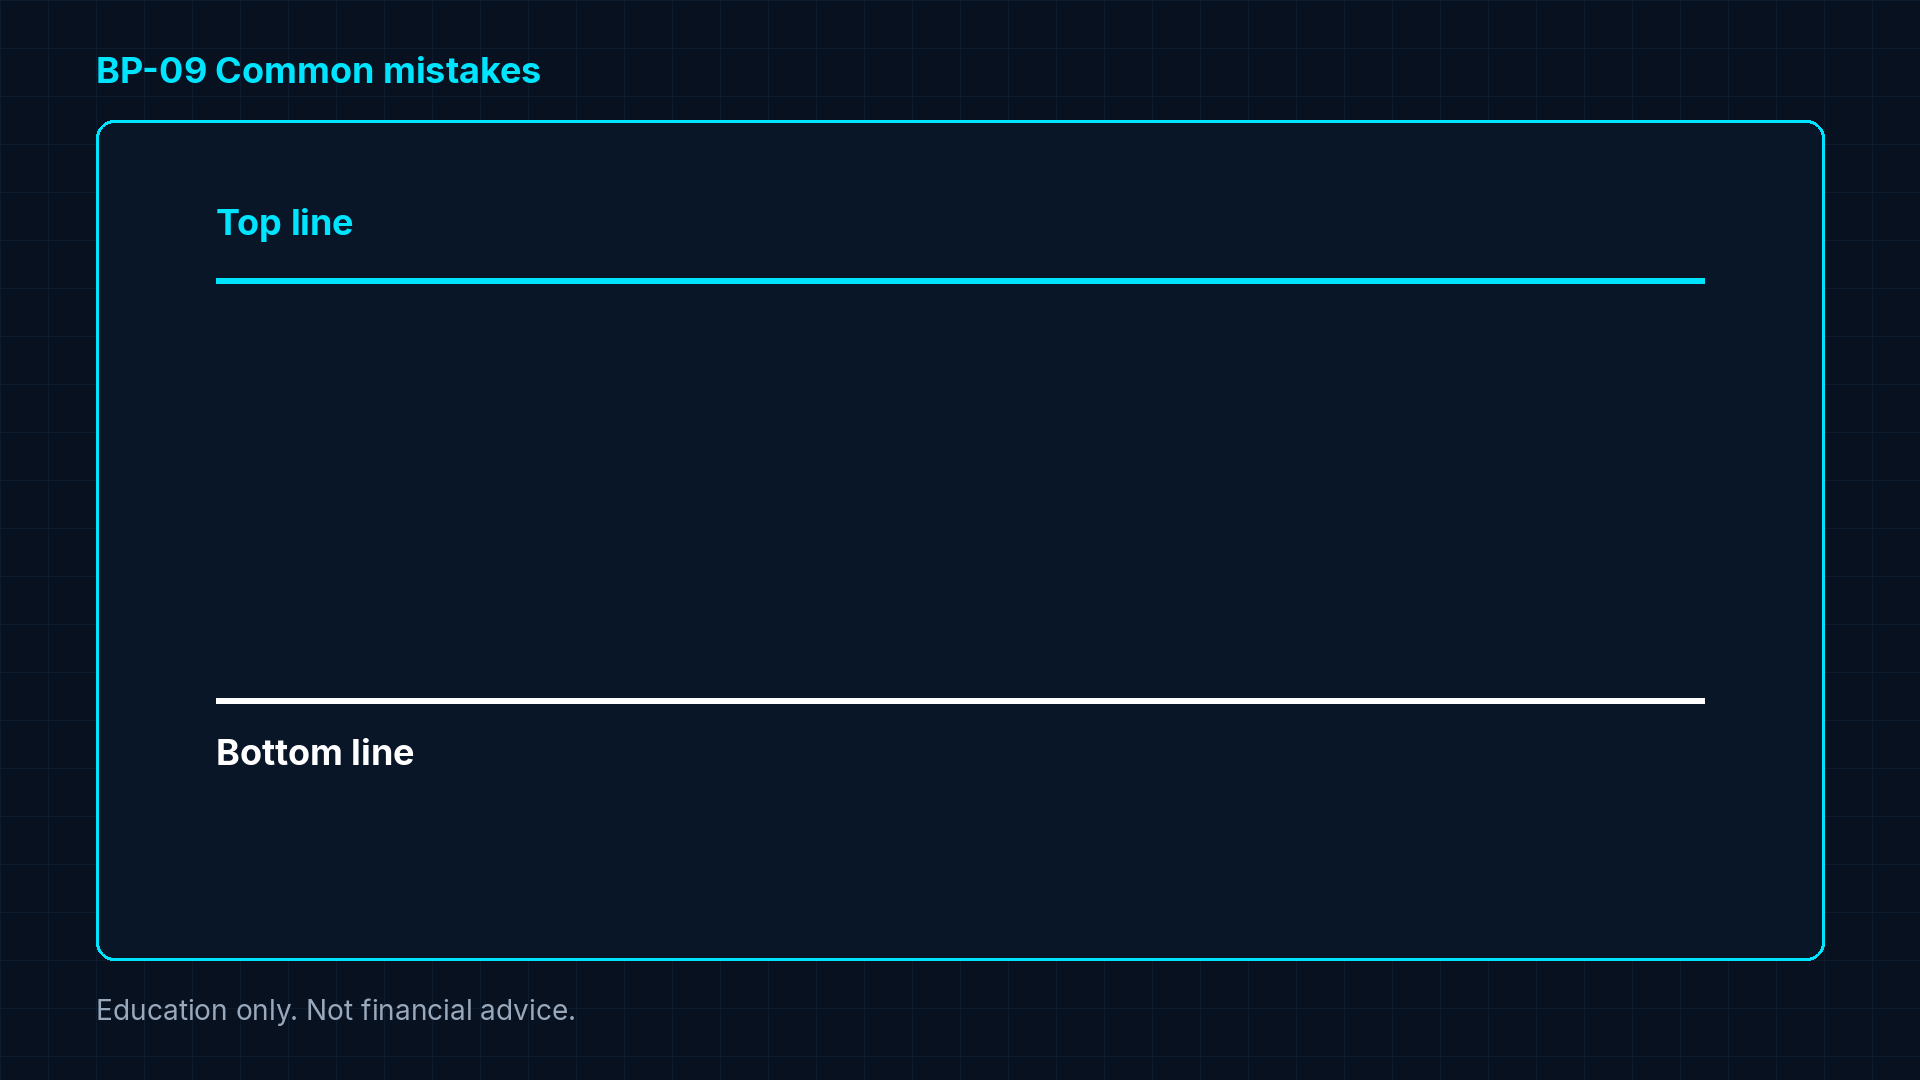 BP-09 Common mistakes
Top line
Bottom line
Education only. Not financial advice.